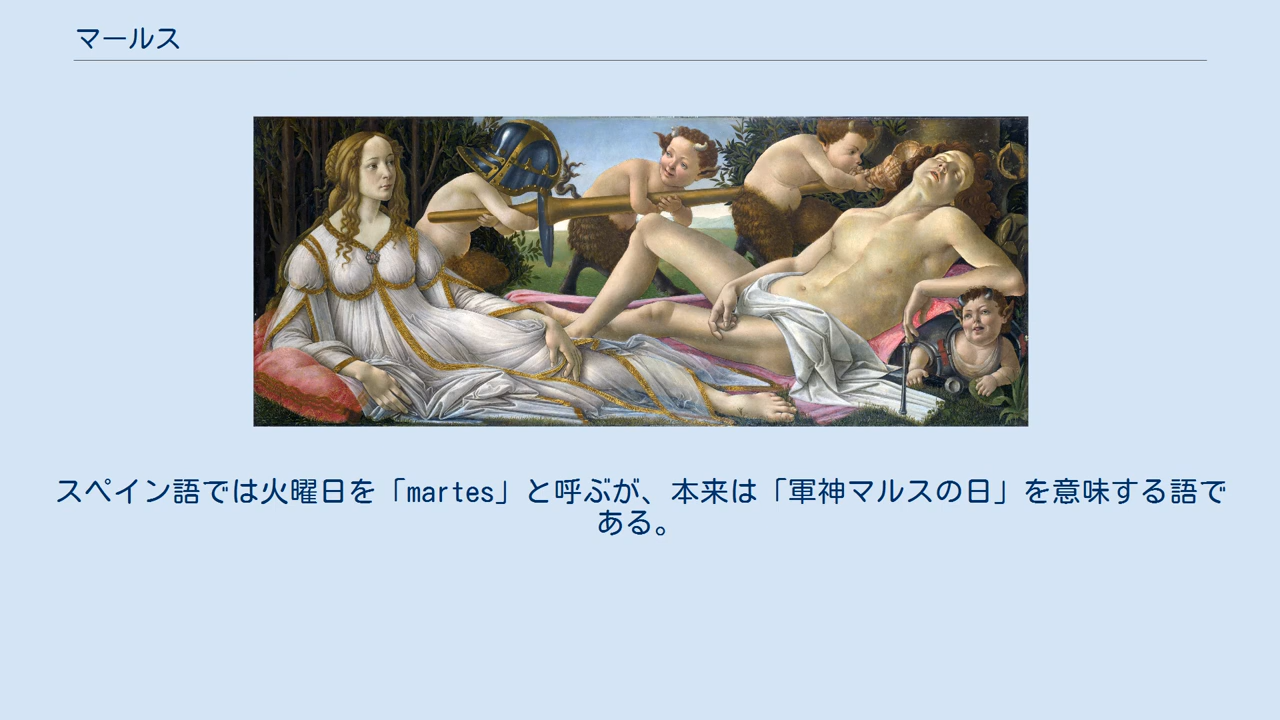 マールス
スペイン語では火曜日を「martes」と呼ぶが、本来は「軍神マルスの日」を意味する語で
ある。